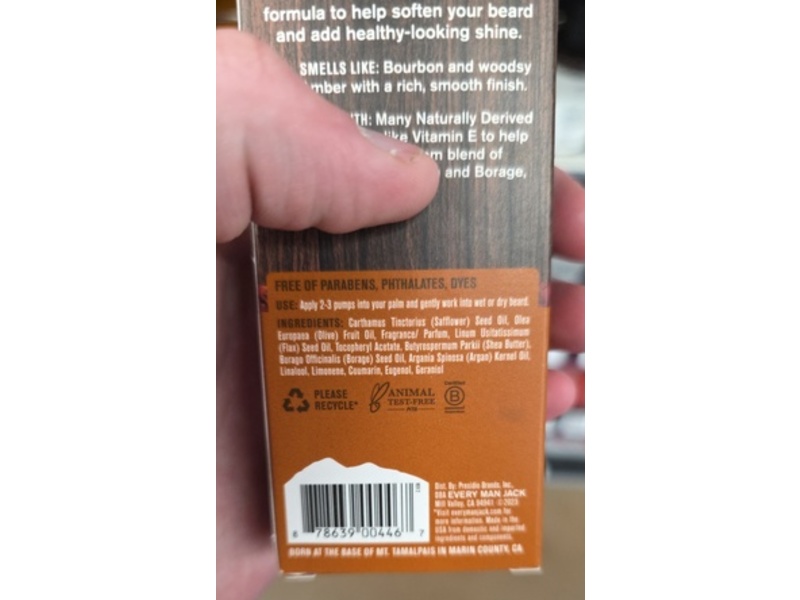 formula to help soften your beard
and add healthy-looking shine.
SMELLS LIKE: Bourbon and woodsy
with a rich, smooth finish.
Many Naturally Derived
Vitamin E to help
blend of
and Borage,
FREE OF PARABENS, PHTHALATES, DYES
USE: Apply 2-3 pumps into your palm and gently work into wet or dry beard.
INGREDIENTS: Carthamus Tinctorius (Safflower) Seed Oil, Olea
Europaea (Olive) Fruit Oil, Fragrance/ Parfum, Linum Usitatissimum
(Flax) Seed Oil, Tocopheryl Acetate, Butyrospermum Parkii (Shea Butter),
Borago Officinalis (Borage) Seed Oil, Argania Spinosa (Argan) Kernel Oil,
Linalool, Limonene, Coumarin, Eugenol, Geraniol
PLEASE
RECYCLE*
ANIMAL
TEST-FREE
Certified
B
Dist. By: Presidio Brands, Inc.,
DBA EVERY MAN JACK
Mill Valley, CA 94941 ©2023
*Visit everymanjack.com for
more information. Made in the
USA from domestic and imported
ingredients and components.
8 78639 00446 7
BORN AT THE BASE OF MT. TAMALPAIS IN MARIN COUNTY, CA